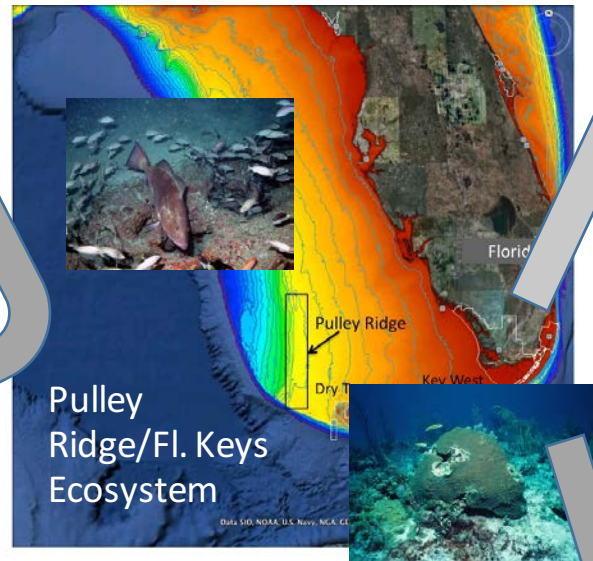 Florid
Pulley Ridge
Dry T
Key West
Pulley
Ridge/Fl. Keys
Ecosystem
Data SIO, NOAA, U.S. Navy, NGA, GE